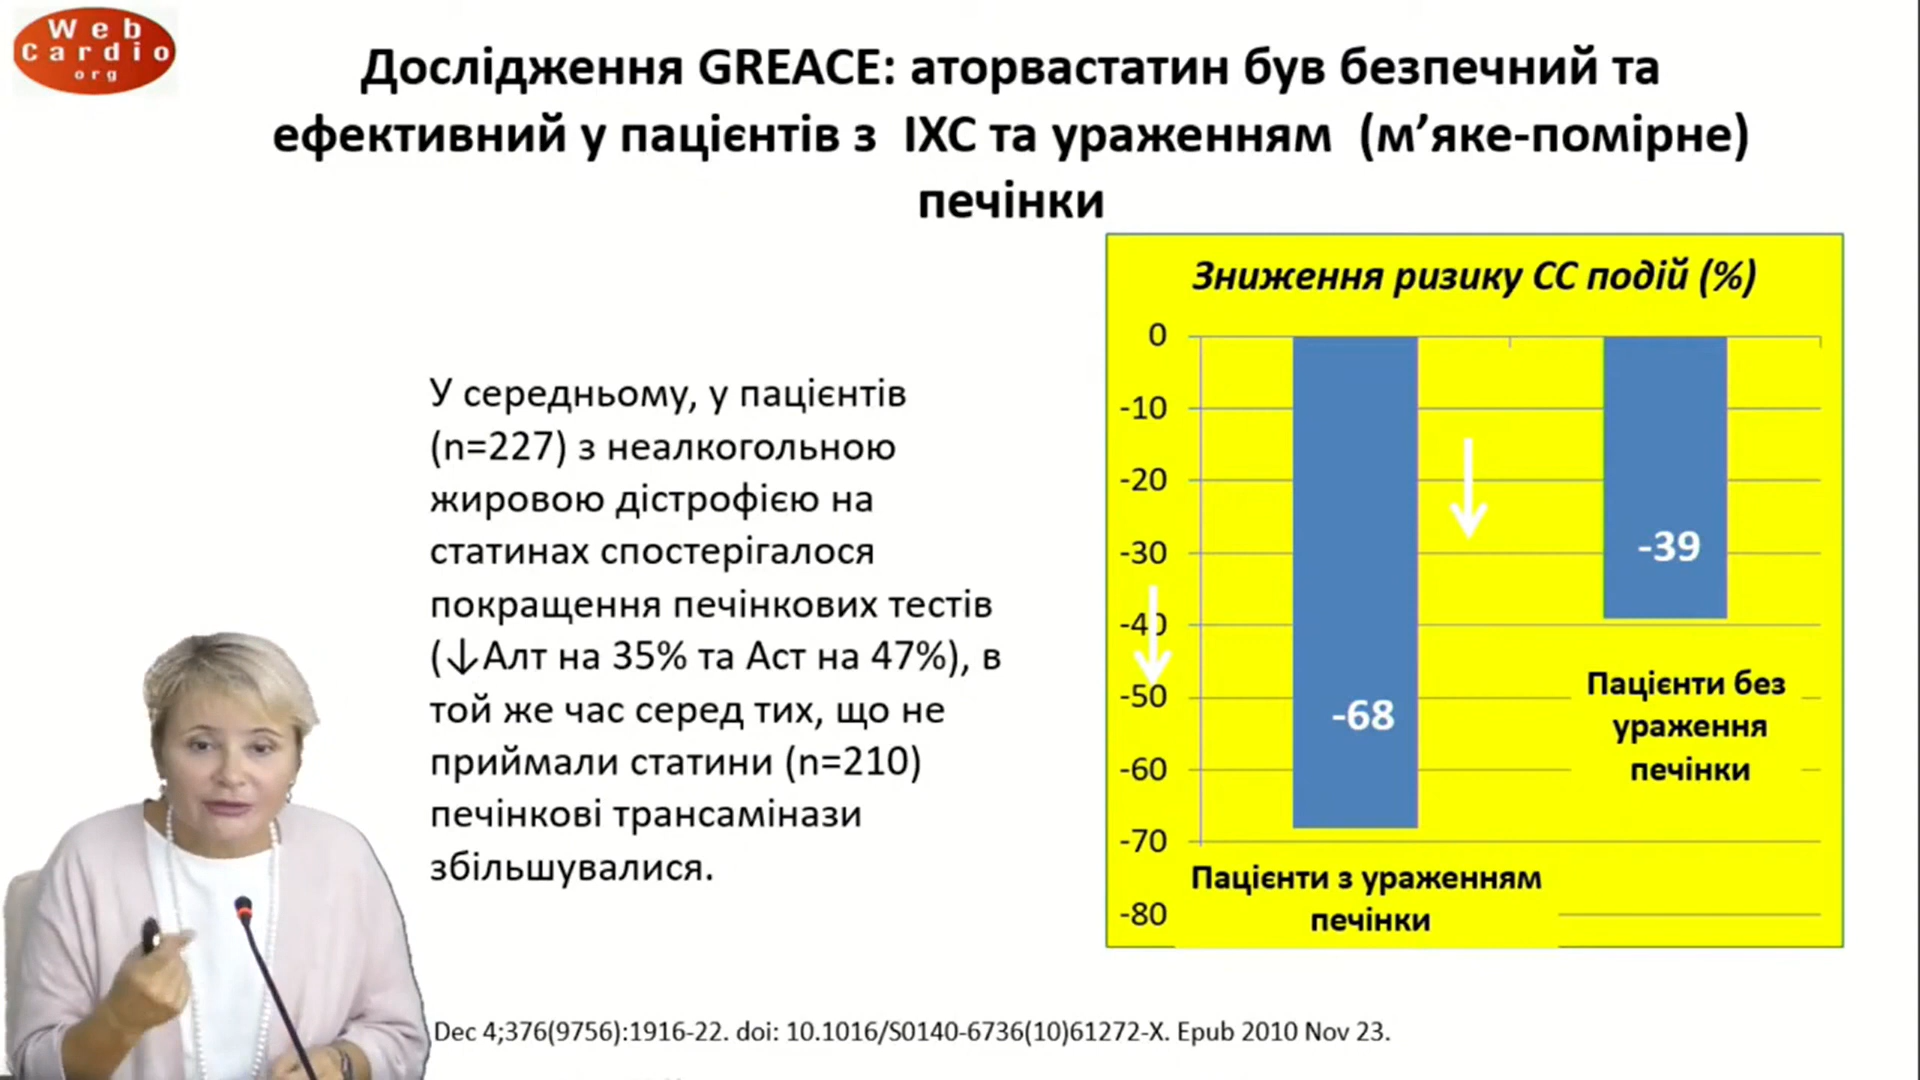 Web
Cardio
org
Дослідження GREACE: аторвастатин був безпечний та
ефективний у пацієнтів з ІХС та ураженням (м’яке-помірне)
печінки
У середньому, у пацієнтів
(n=227) з неалкогольною
жировою дістрофією на
статинах спостерігалося
покращення печінкових тестів
(↓Алт на 35% та Аст на 47%), в
той же час серед тих, що не
приймали статини (n=210)
печінкові трансамінази
збільшувалися.
Зниження ризику СС подій (%)
0
-10
-20
-30
-40
-50
-60
-70
-80
-68
-39
Пацієнти без
ураження
печінки
Пацієнти з ураженням
печінки
Dec 4;376(9756):1916-22. doi: 10.1016/S0140-6736(10)61272-X. Epub 2010 Nov 23.